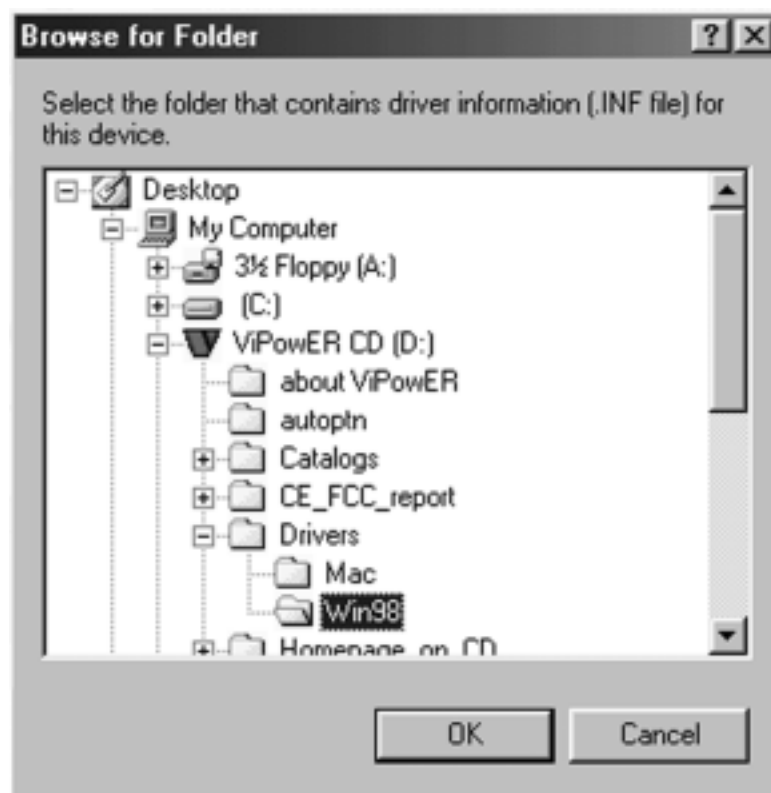 Browse for Folder
Select the folder that contains driver information (.INF file) for
this device.
Desktop
My Computer
3½ Floppy (A:)
(C:)
ViPowER CD (D:)
about ViPowER
autoptn
Catalogs
CE_FCC_report
Drivers
Mac
Win98
Homepage_on_CD
OK
Cancel